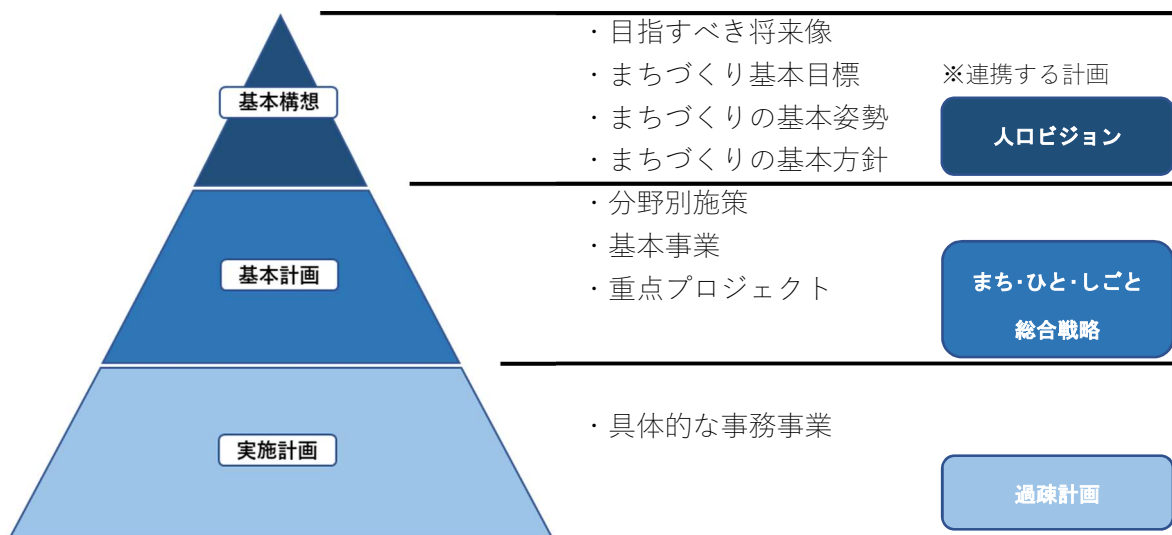 ・目指すべき将来像
・まちづくり基本目標
※連携する計画
基本構想
・まちづくりの基本姿勢
人口ビジョン
・まちづくりの基本方針
・分野別施策
・基本事業
基本計画
・重点プロジェクト
まち・ひと・しごと
総合戦略
・具体的な事務事業
実施計画
過疎計画